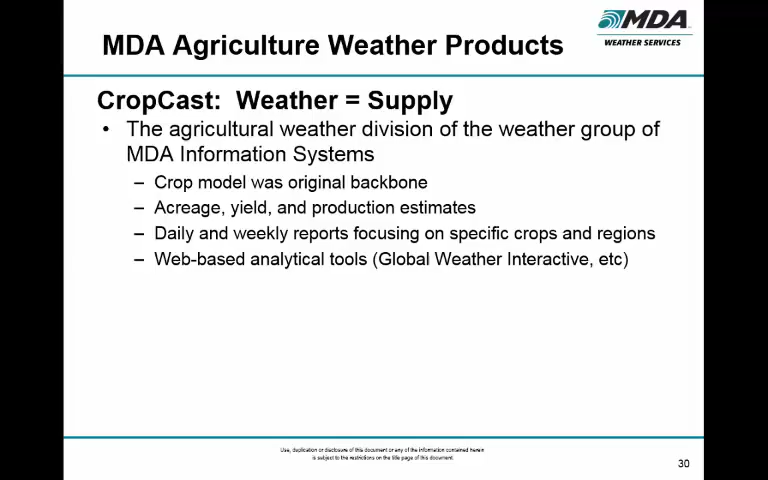 MDA Agriculture Weather Products
MDA
WEATHER SERVICES
CropCast: Weather = Supply
• The agricultural weather division of the weather group of
MDA Information Systems
– Crop model was original backbone
– Acreage, yield, and production estimates
– Daily and weekly reports focusing on specific crops and regions
– Web-based analytical tools (Global Weather Interactive, etc)
Use, duplication or disclosure of this document or any of the information contained herein
is subject to the restrictions on the title page of this document.
30